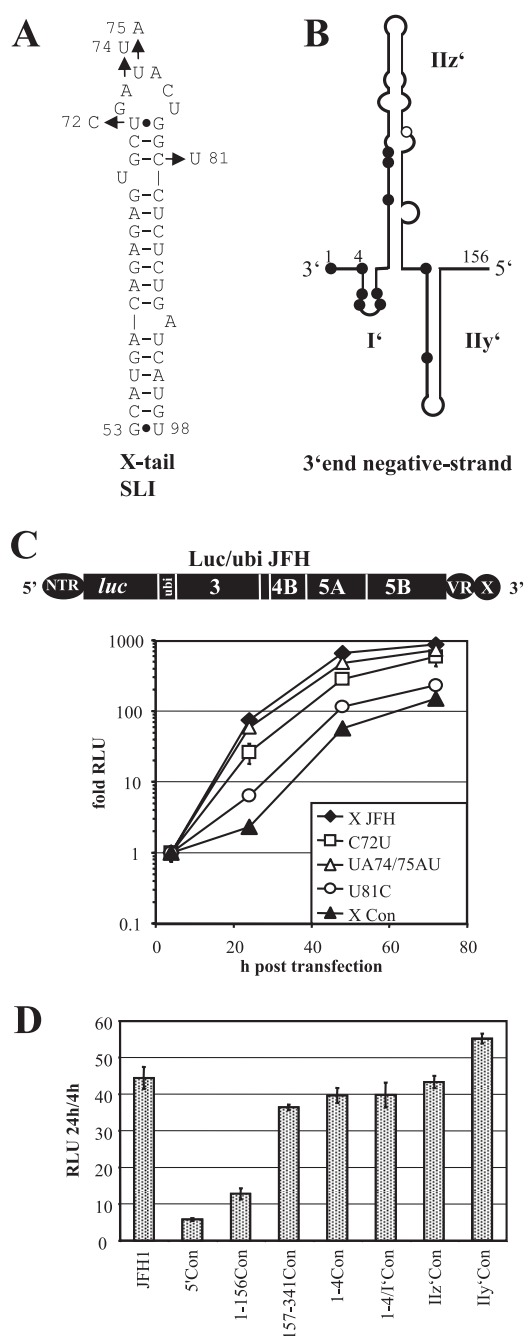 A
75 A
74 U
U A
A C
G U
72 C U•G
C–G
G–C U 81
U
G–C
A–U
G–C
A–U
G–C
A–U
C–G
A
A–U
G–C
U–A
A–U
C–G
53 G•U 98
X-tail
SLI
B
IIz‘
3‘ 1 4 156 5‘
I‘
IIy‘
3‘end negative-strand
C
Luc/ubi JFH
5’ NTR luc ubi 3 4B 5A 5B VR X 3’
fold RLU
1000
100
10
1
0.1
0 20 40 60 80
h post transfection
X JFH
C72U
UA74/75AU
U81C
X Con
D
RLU 24h/4h
60
50
40
30
20
10
0
JFH1
5'Con
1-156Con
157-341Con
1-4Con
1-4/I‘Con
IIz‘Con
IIy‘Con